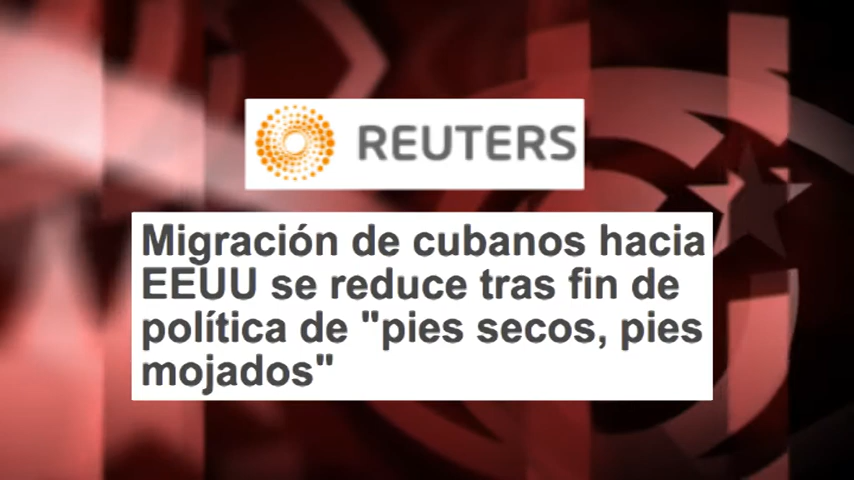 REUTERS
Migración de cubanos hacia
EEUU se reduce tras fin de
política de "pies secos, pies
mojados"